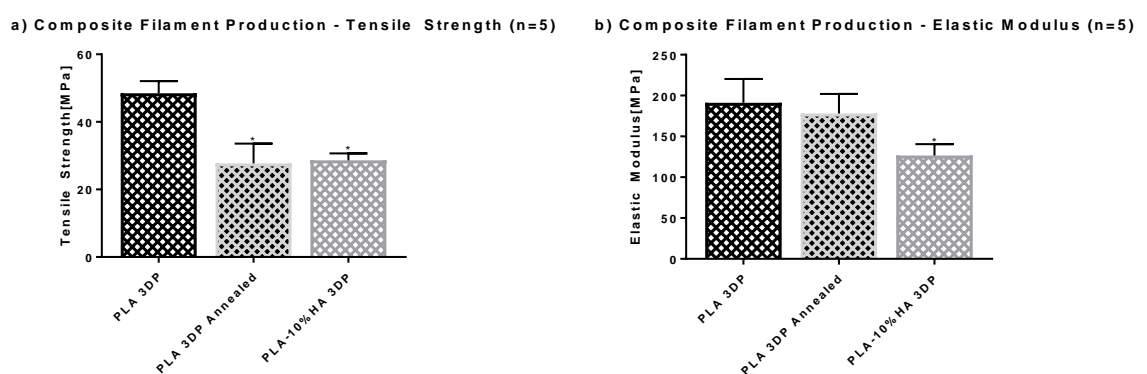 a) Composite Filament Production - Tensile Strength (n=5)
Tensile Strength[MPa]
60
40
20
0
*
*
PLA 3DP
PLA 3DP Annealed
PLA-10%HA 3DP
b) Composite Filament Production - Elastic Modulus (n=5)
Elastic Modulus[MPa]
250
200
150
100
50
0
*
PLA 3DP
PLA 3DP Annealed
PLA-10%HA 3DP